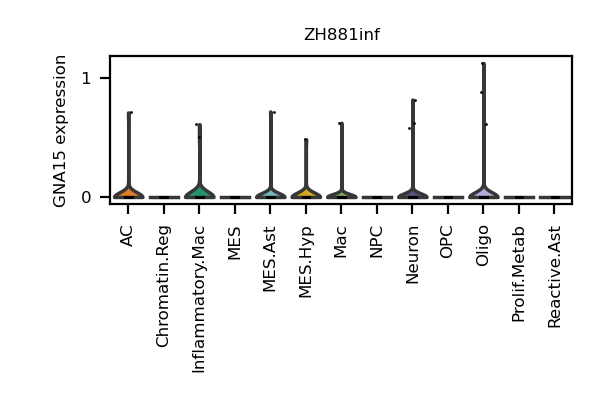 ZH881inf
GNA15 expression
1
0
AC
Chromatin.Reg
Inflammatory.Mac
MES
MES.Ast
MES.Hyp
Mac
NPC
Neuron
OPC
Oligo
Prolif.Metab
Reactive.Ast